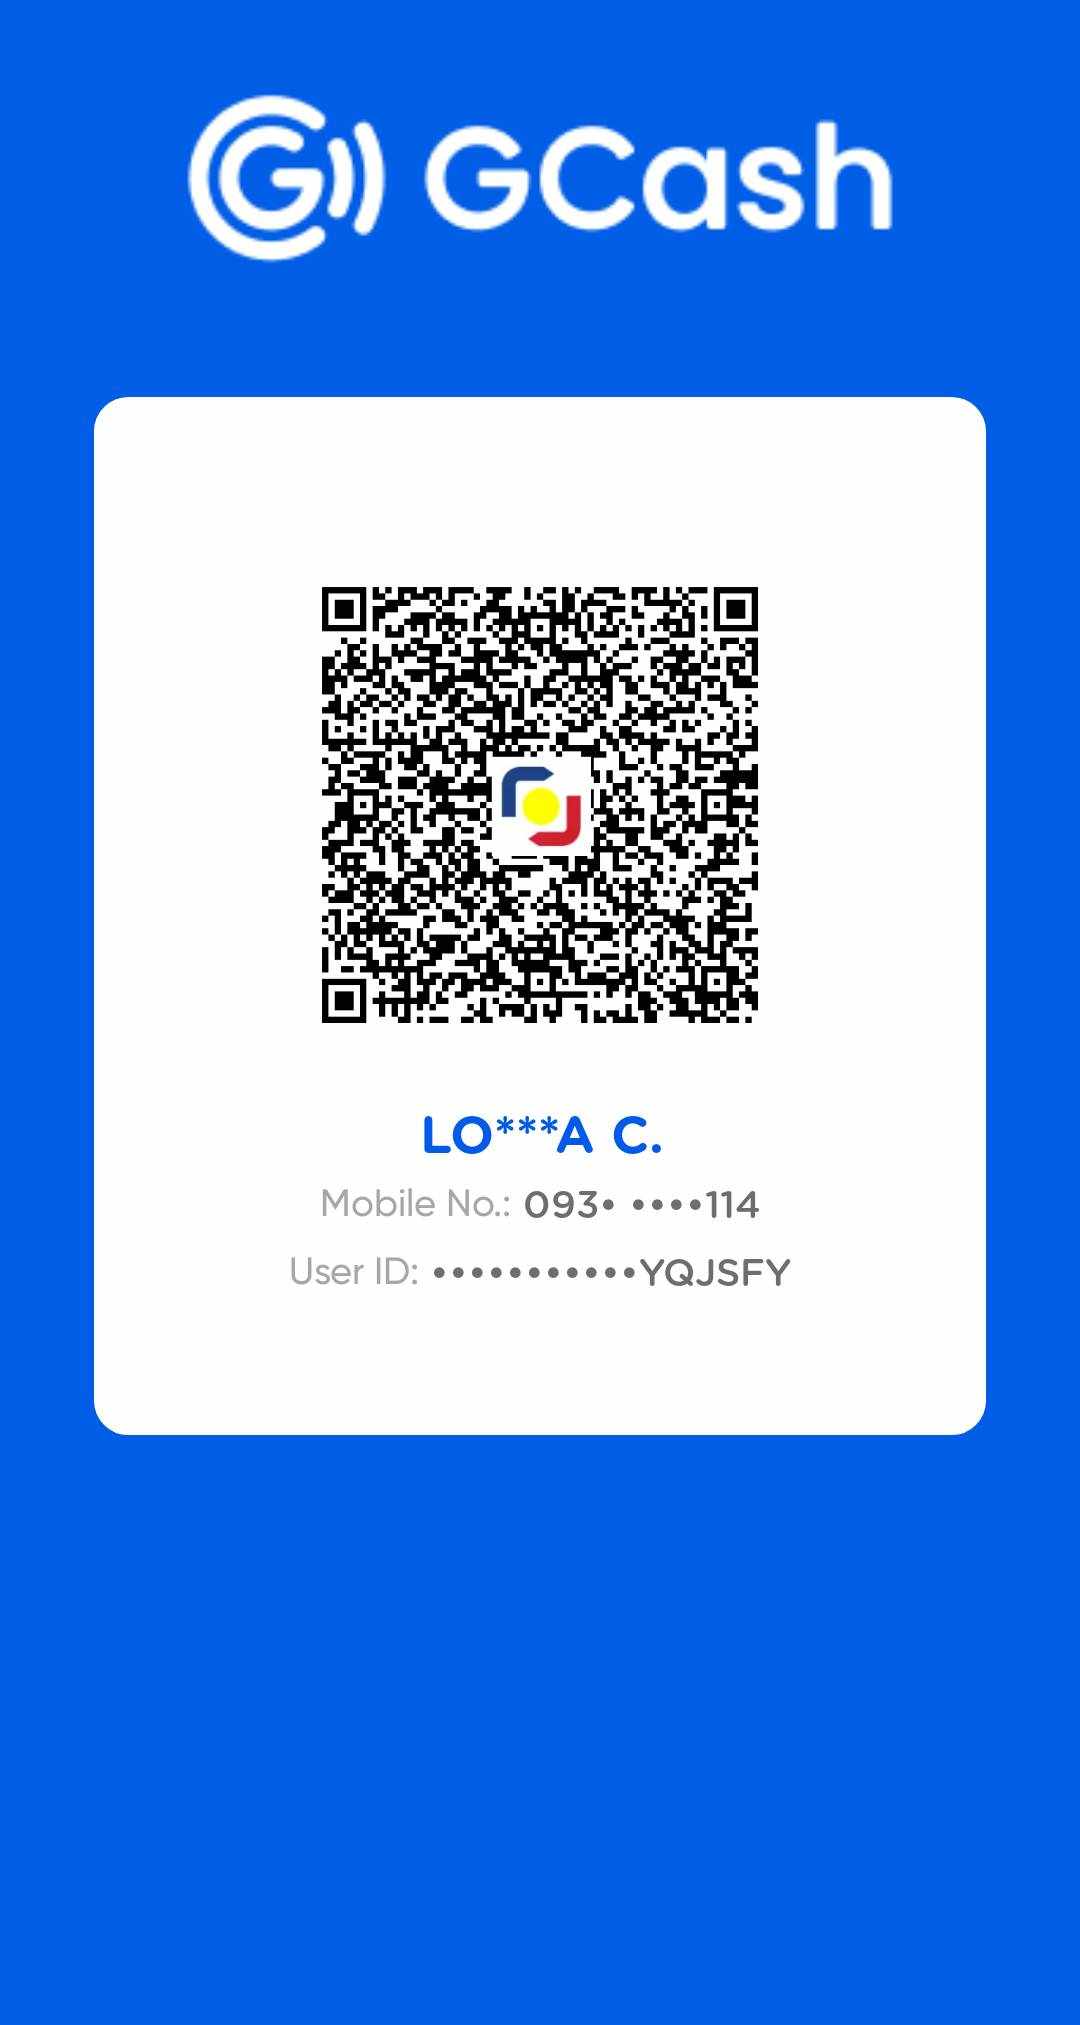 GCash
LO***A C.
Mobile No.: 093• ••••114
User ID: •••••••••••YQJSFY